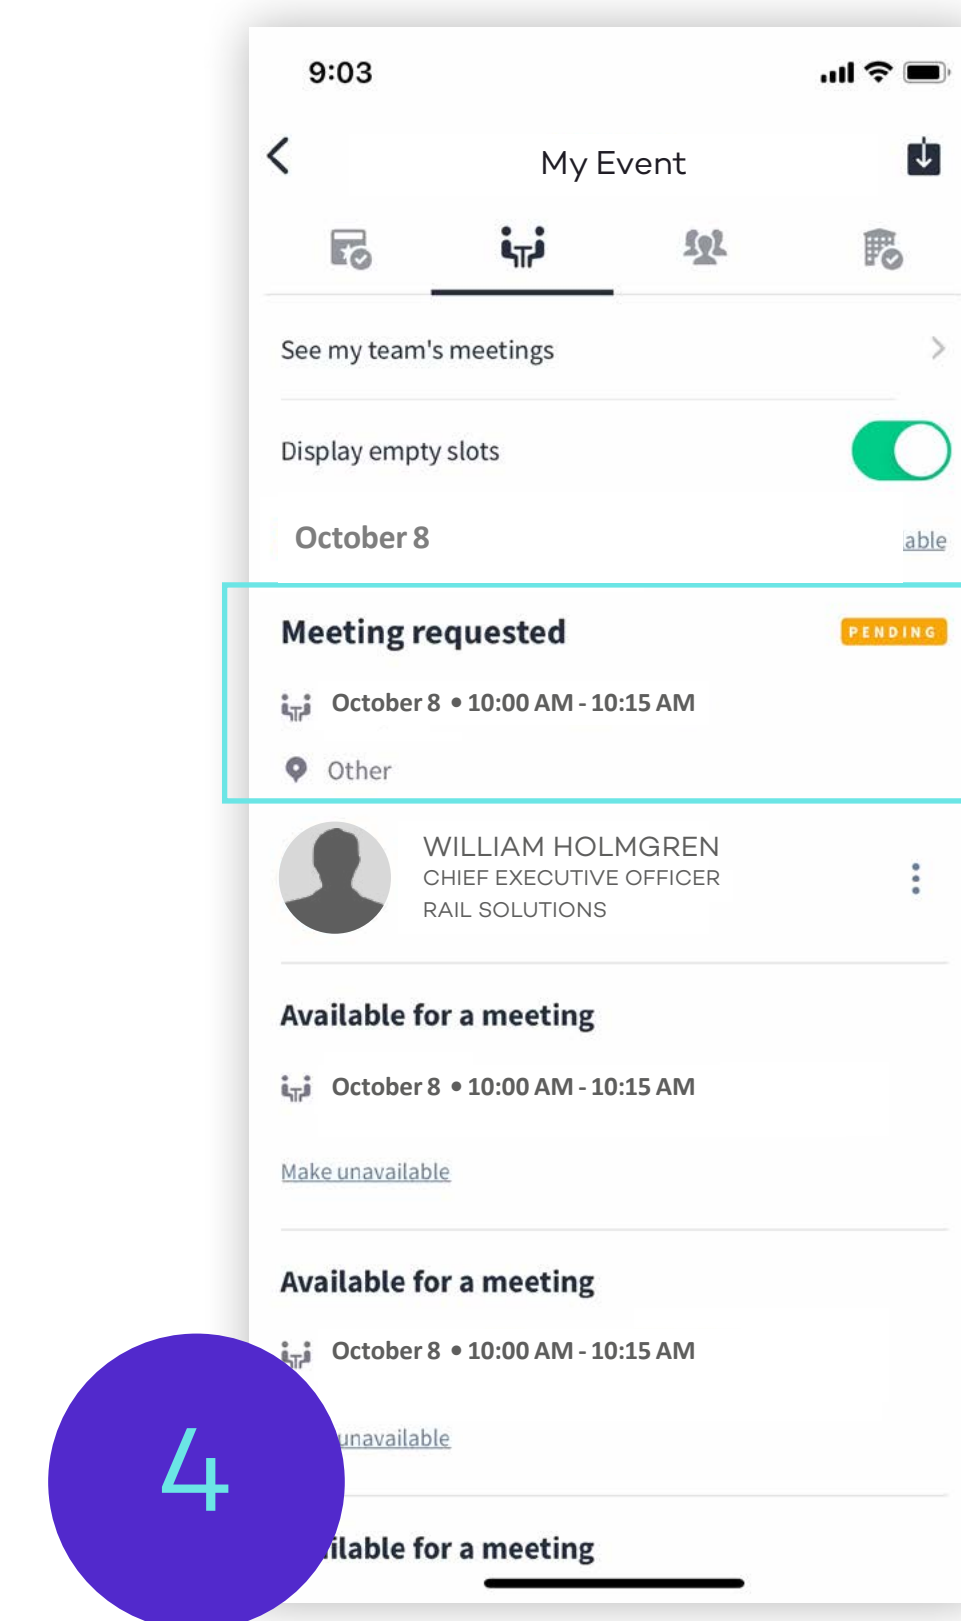 9:03
My Event
See my team's meetings
Display empty slots
October 8
able
Meeting requested
PENDING
October 8 • 10:00 AM - 10:15 AM
Other
WILLIAM HOLMGREN
CHIEF EXECUTIVE OFFICER
RAIL SOLUTIONS
Available for a meeting
October 8 • 10:00 AM - 10:15 AM
Make unavailable
Available for a meeting
October 8 • 10:00 AM - 10:15 AM
unavailable
4
ilable for a meeting